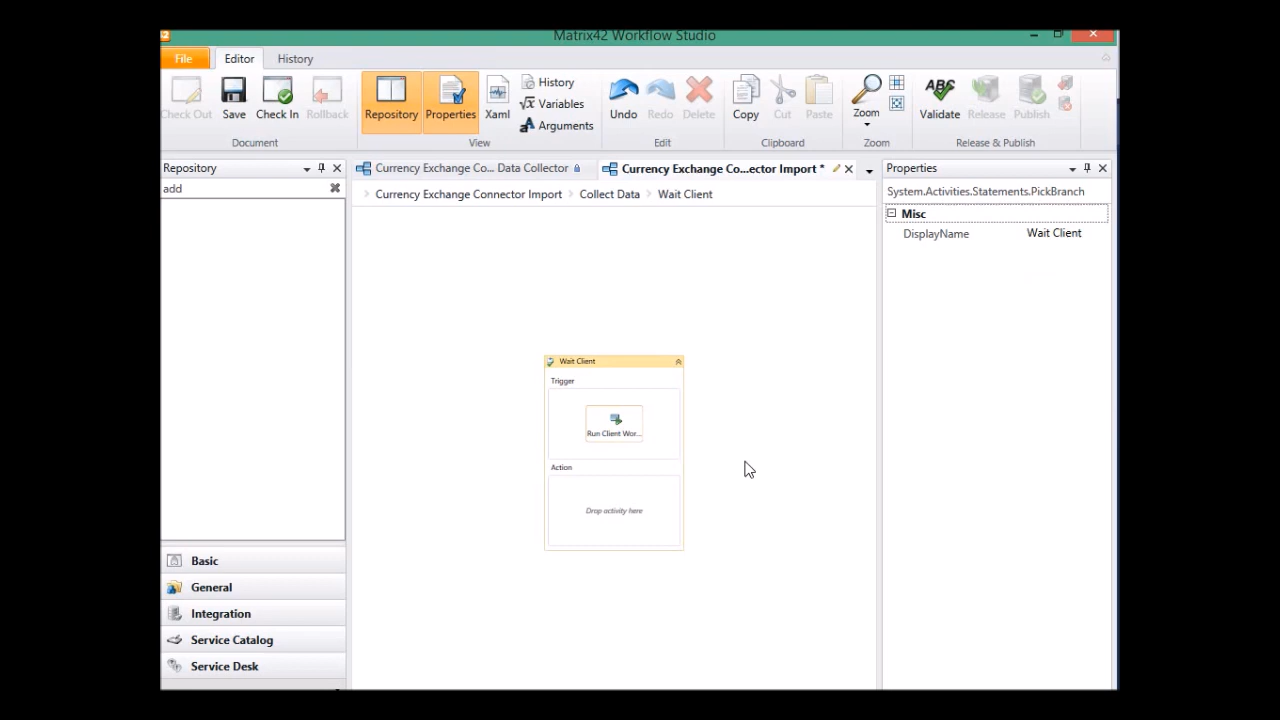 Matrix42 Workflow Studio
File
Editor
History
Check Out
Save
Check In
Rollback
Repository
Properties
Xaml
History
Variables
Arguments
Undo
Redo
Delete
Copy
Cut
Paste
Zoom
ABC
Validate
Release
Publish
Document
View
Edit
Clipboard
Zoom
Release & Publish
Repository
Currency Exchange Co... Data Collector
Currency Exchange Co...ector Import *
Properties
add
Currency Exchange Connector Import
Collect Data
Wait Client
System.Activities.Statements.PickBranch
Misc
DisplayName
Wait Client
Wait Client
Trigger
Run Client Wor...
Action
Drop activity here
Basic
General
Integration
Service Catalog
Service Desk